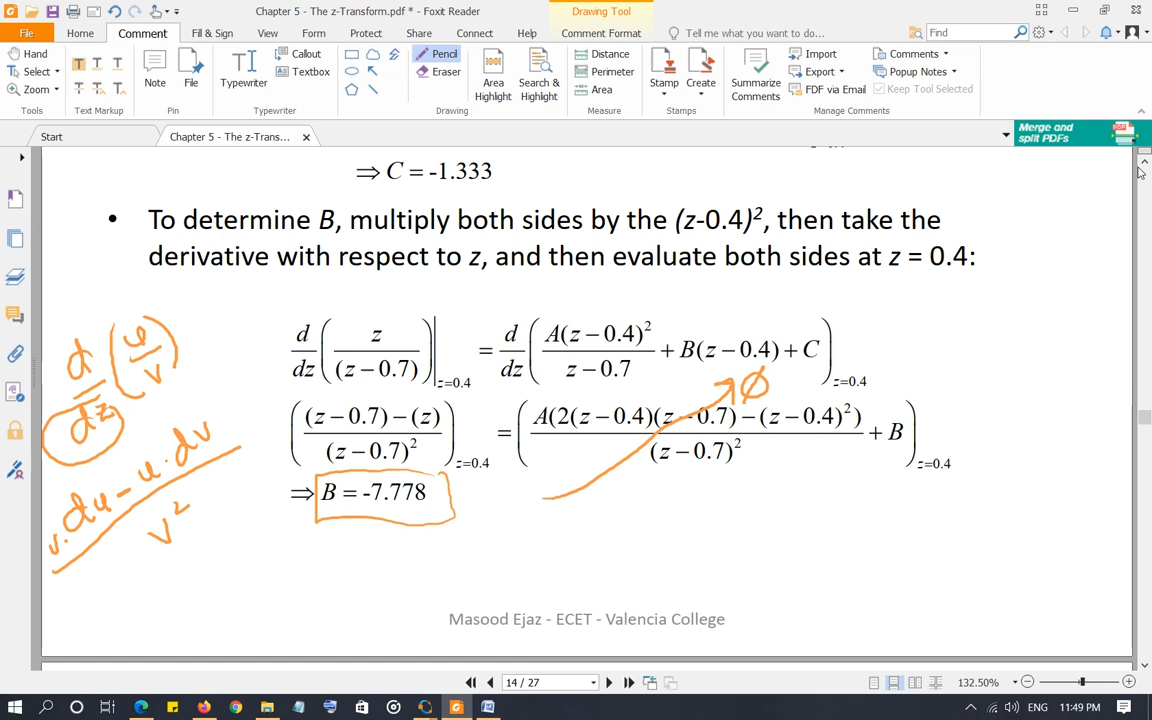 Chapter 5 - The z-Transform.pdf * - Foxit Reader
Drawing Tool
File Home Comment Fill & Sign View Form Protect Share Connect Help Comment Format Tell me what you want to do... Find
Hand
Select
Zoom
Tools
Text Markup
Note
File
Pin
Typewriter
Callout
Textbox
Typewriter
Pencil
Eraser
Drawing
Area Highlight
Search & Highlight
Distance
Perimeter
Area
Measure
Stamp
Create
Stamps
Summarize Comments
Import
Export
FDF via Email
Comments
Popup Notes
Keep Tool Selected
Manage Comments
Start
Chapter 5 - The z-Trans...
Merge and split PDFs
⇒ C = -1.333
• To determine B, multiply both sides by the (z-0.4)², then take the
derivative with respect to z, and then evaluate both sides at z = 0.4:
d/dz ( z / (z − 0.7) ) |z=0.4 = d/dz ( A(z − 0.4)² / (z − 0.7) + B(z − 0.4) + C ) z=0.4
( ((z − 0.7) − (z)) / (z − 0.7)² ) z=0.4 = ( A(2(z − 0.4)(z − 0.7) − (z − 0.4)²) / (z − 0.7)² + B ) z=0.4
⇒ B = -7.778
d/dz (u/v)
v.du - u.dv
v²
Ø
Masood Ejaz - ECET - Valencia College
14 / 27
132.50%
ENG 11:49 PM